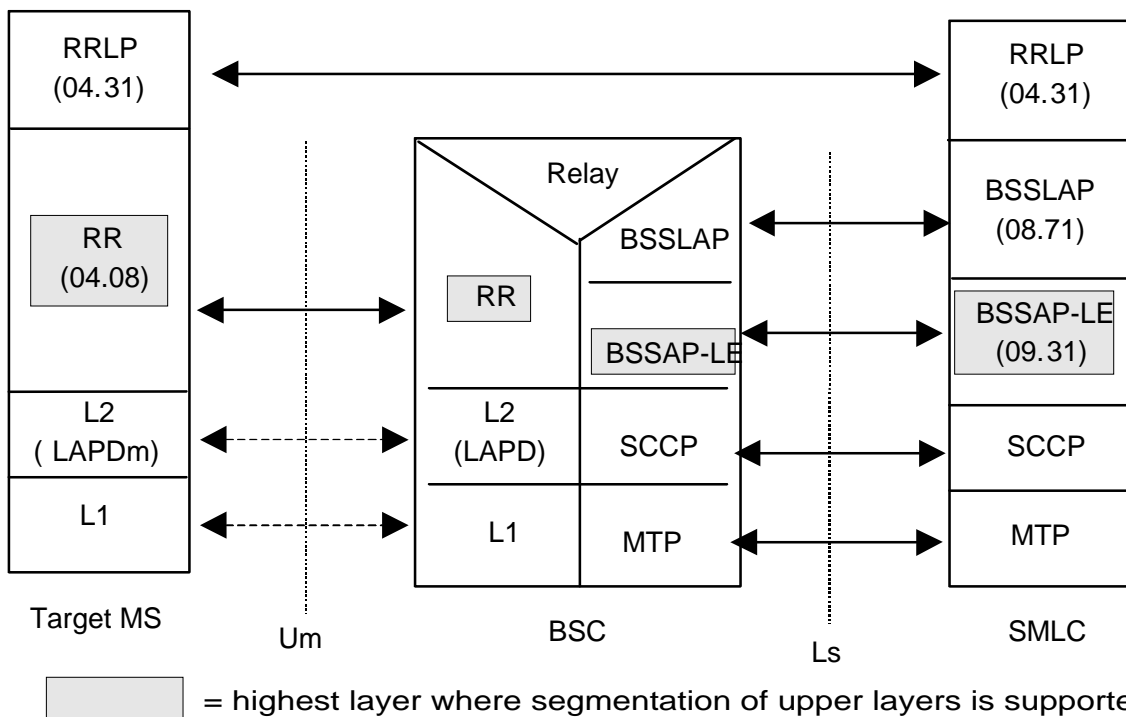 RRLP
(04.31)
RR
(04.08)
L2
( LAPDm)
L1
Target MS
Um
Relay
BSSLAP
RR
BSSAP-LE
L2
(LAPD)
SCCP
L1
MTP
BSC
Ls
RRLP
(04.31)
BSSLAP
(08.71)
BSSAP-LE
(09.31)
SCCP
MTP
SMLC
= highest layer where segmentation of upper layers is supporte